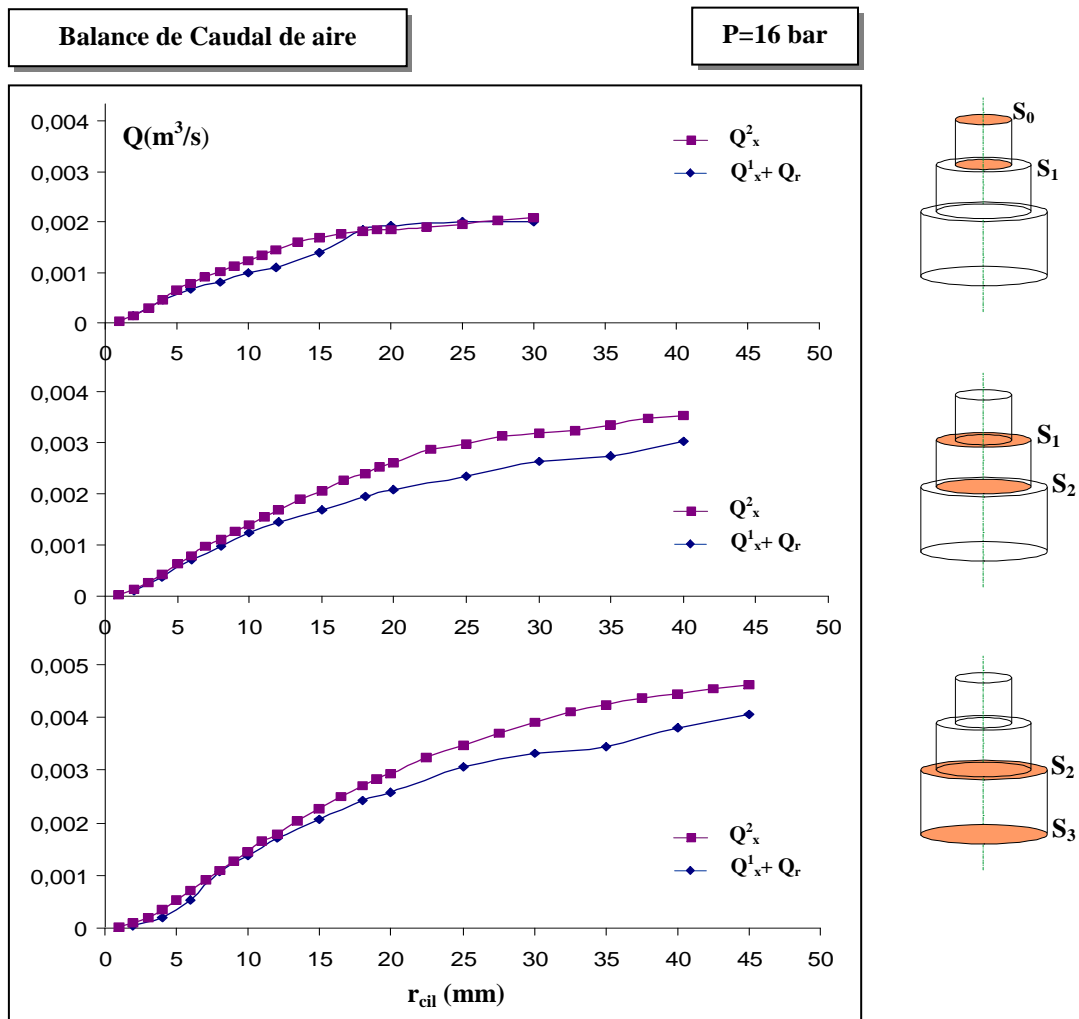 Balance de Caudal de aire
P=16 bar
Q(m³/s)
0,004
0,003
0,002
0,001
0
0 5 10 15 20 25 30 35 40 45 50
Q²ₓ
Q¹ₓ+ Qᵣ
S₀
S₁
0,004
0,003
0,002
0,001
0
0 5 10 15 20 25 30 35 40 45 50
Q²ₓ
Q¹ₓ+ Qᵣ
S₁
S₂
0,005
0,004
0,003
0,002
0,001
0
0 5 10 15 20 25 30 35 40 45 50
Q²ₓ
Q¹ₓ+ Qᵣ
S₂
S₃
r_cil (mm)